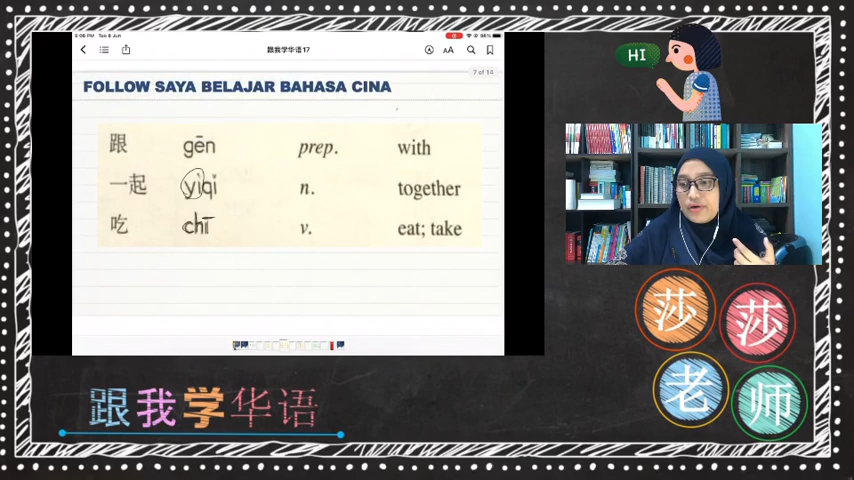 跟我学华语17
7 of 14
FOLLOW SAYA BELAJAR BAHASA CINA
跟 gēn prep. with
一起 yìqi n. together
吃 chī v. eat; take
HI
莎莎
老师
跟我学华语